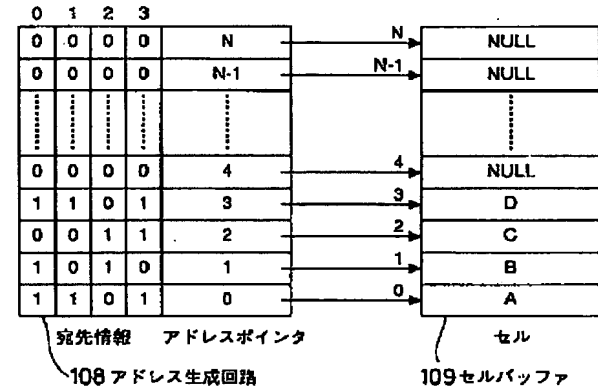 0 1 2 3
0 0 0 0 N N NULL
0 0 0 0 N-1 N-1 NULL
0 0 0 0 4 4 NULL
1 1 0 1 3 3 D
0 0 1 1 2 2 C
1 0 1 0 1 1 B
1 1 0 1 0 0 A
宛先情報 アドレスポインタ セル
108 アドレス生成回路 109 セルバッファ